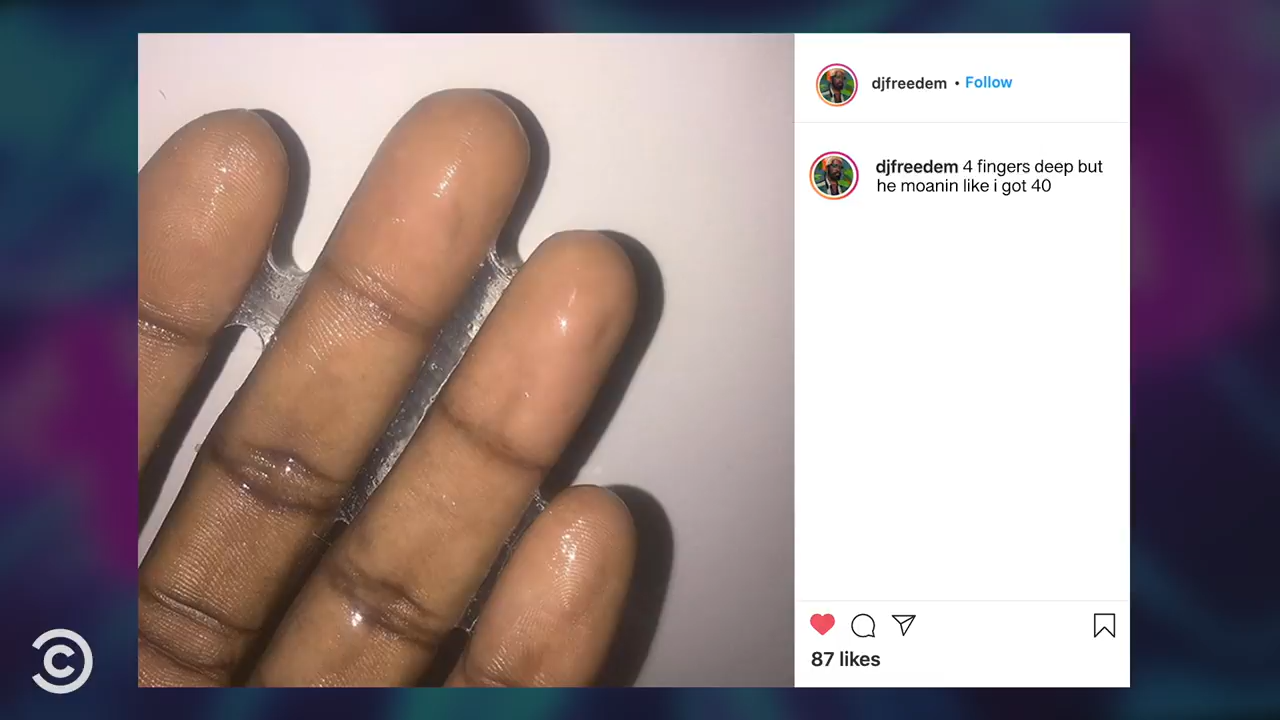 djfreedem • Follow
djfreedem 4 fingers deep but
he moanin like i got 40
87 likes